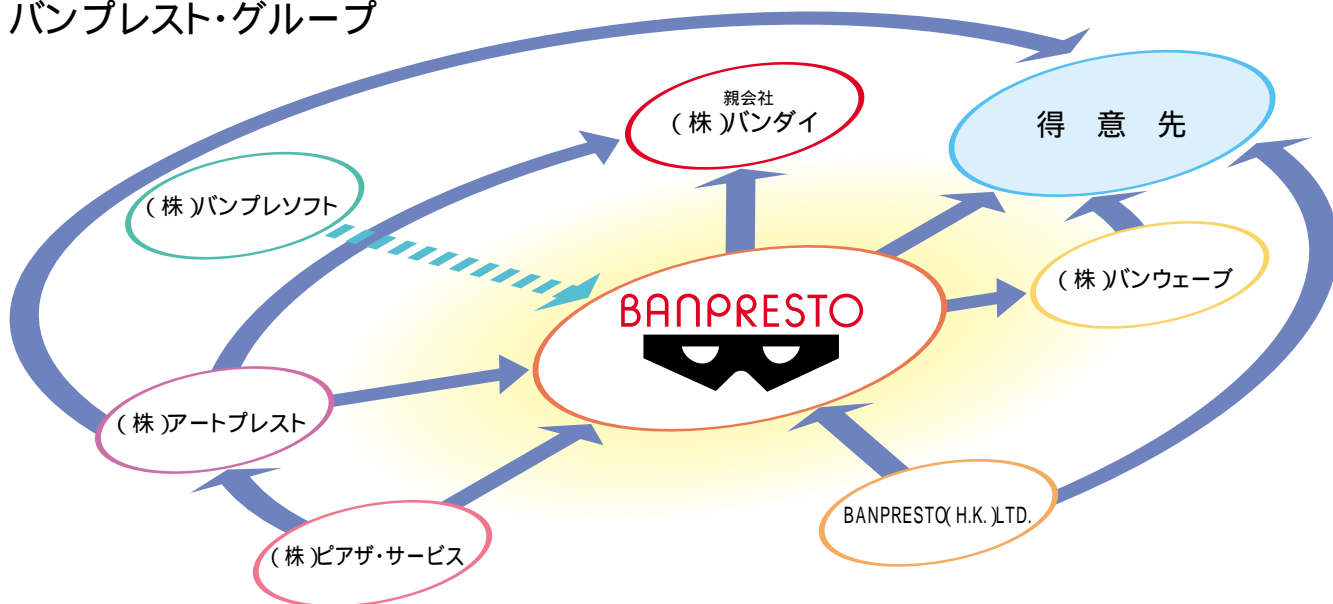 バンプレスト・グループ
親会社
(株)バンダイ
得意先
(株)バンプレソフト
(株)バンウェーブ
BANPRESTO
(株)アートプレスト
BANPRESTO(H.K.)LTD.
(株)ピアザ・サービス